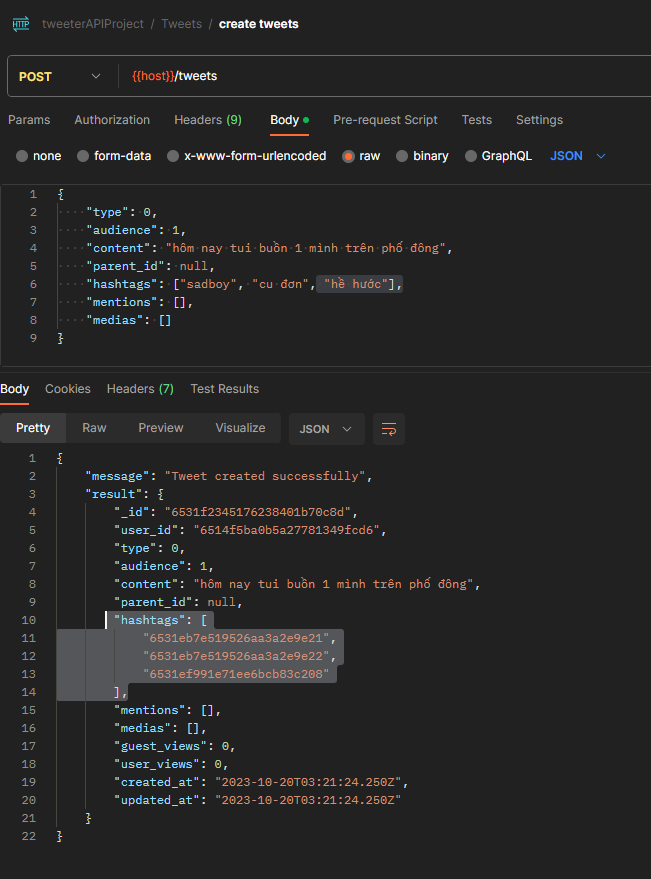 HTTP tweeterAPIProject / Tweets / create tweets
POST {{host}}/tweets
Params Authorization Headers (9) Body Pre-request Script Tests Settings
none form-data x-www-form-urlencoded raw binary GraphQL JSON
1 {
2 ····"type":·0,
3 ····"audience":·1,
4 ····"content":·"hôm·nay·tui·buồn·1·mình·trên·phố·đông",
5 ····"parent_id":·null,
6 ····"hashtags":·["sadboy",·"cu·đơn",·"hề·hước"],
7 ····"mentions":·[],
8 ····"medias":·[]
9 }
Body Cookies Headers (7) Test Results
Pretty Raw Preview Visualize JSON
1 {
2 "message": "Tweet created successfully",
3 "result": {
4 "_id": "6531f2345176238401b70c8d",
5 "user_id": "6514f5ba0b5a27781349fcd6",
6 "type": 0,
7 "audience": 1,
8 "content": "hôm nay tui buồn 1 mình trên phố đông",
9 "parent_id": null,
10 "hashtags": [
11 "6531eb7e519526aa3a2e9e21",
12 "6531eb7e519526aa3a2e9e22",
13 "6531ef991e71ee6bcb83c208"
14 ],
15 "mentions": [],
16 "medias": [],
17 "guest_views": 0,
18 "user_views": 0,
19 "created_at": "2023-10-20T03:21:24.250Z",
20 "updated_at": "2023-10-20T03:21:24.250Z"
21 }
22 }